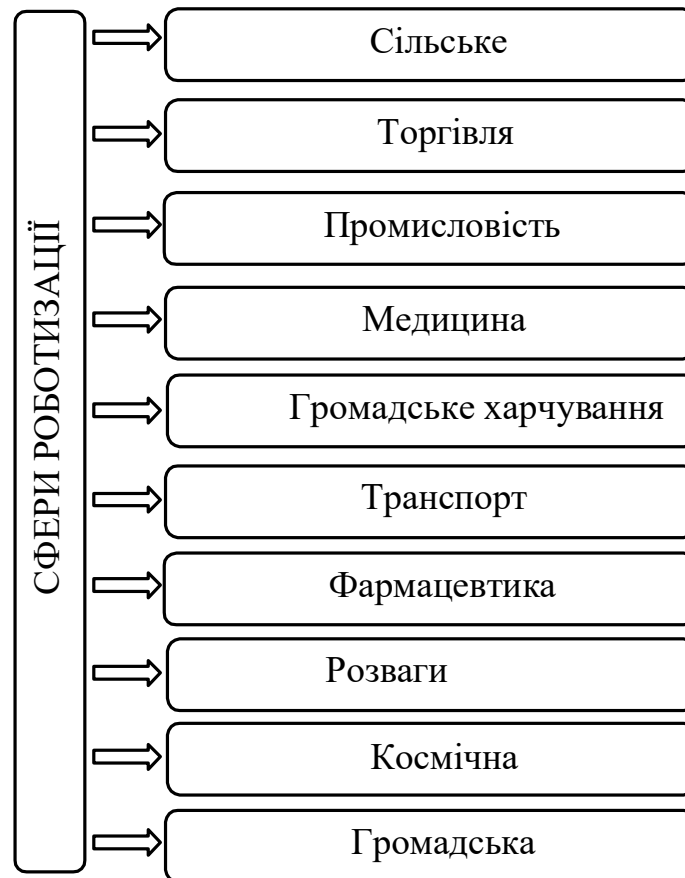 СФЕРИ РОБОТИЗАЦІЇ
Сільське
Торгівля
Промисловість
Медицина
Громадське харчування
Транспорт
Фармацевтика
Розваги
Космічна
Громадська